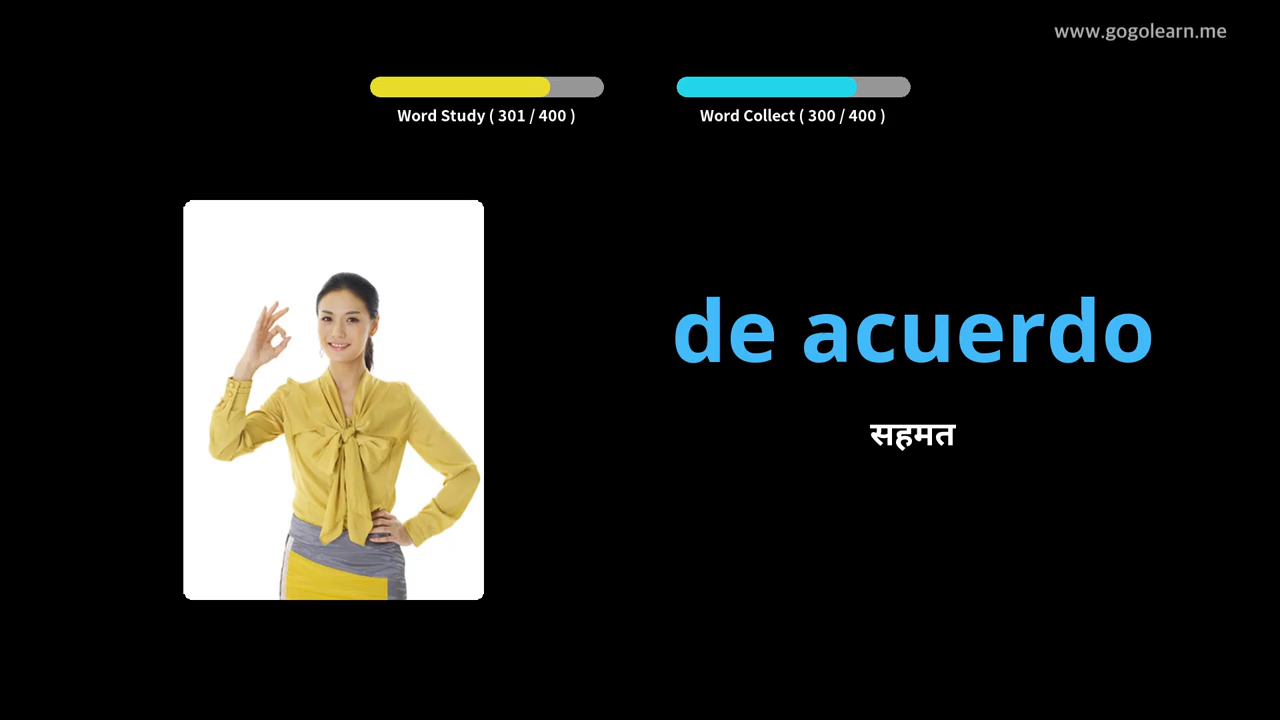 www.gogolearn.me
Word Study ( 301 / 400 )
Word Collect ( 300 / 400 )
de acuerdo
सहमत